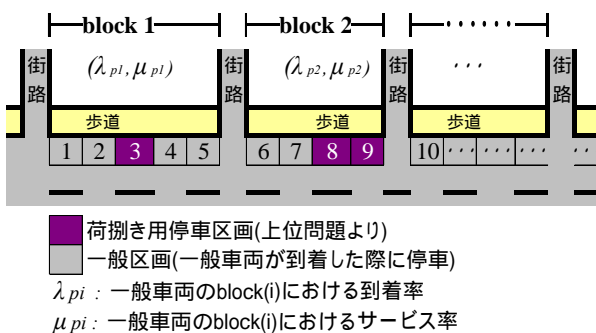 block 1 block 2 ······
街路 (λp1,μp1) 街路 (λp2,μp2) 街路 ··· 街路
歩道 歩道 歩道
1 2 3 4 5 6 7 8 9 10 ··· ··· ··· ··
荷捌き用停車区画(上位問題より)
一般区画(一般車両が到着した際に停車)
λpi : 一般車両のblock(i)における到着率
μpi : 一般車両のblock(i)におけるサービス率